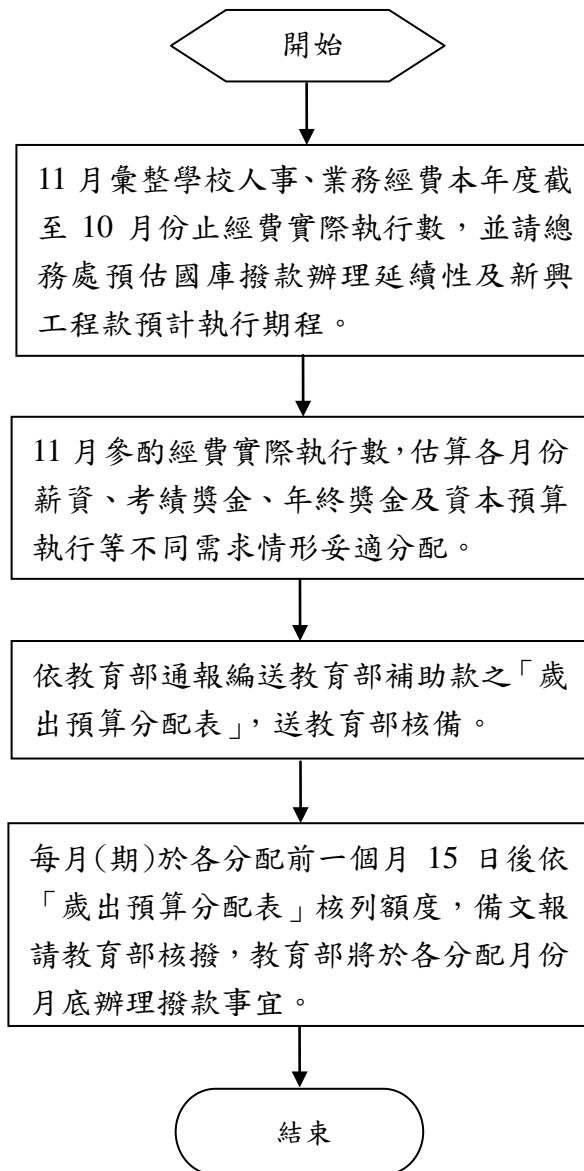 開始
11 月彙整學校人事、業務經費本年度截
至 10 月份止經費實際執行數，並請總
務處預估國庫撥款辦理延續性及新興
工程款預計執行期程。
11 月參酌經費實際執行數，估算各月份
薪資、考績獎金、年終獎金及資本預算
執行等不同需求情形妥適分配。
依教育部通報編送教育部補助款之「歲
出預算分配表」，送教育部核備。
每月(期)於各分配前一個月 15 日後依
「歲出預算分配表」核列額度，備文報
請教育部核撥，教育部將於各分配月份
月底辦理撥款事宜。
結束